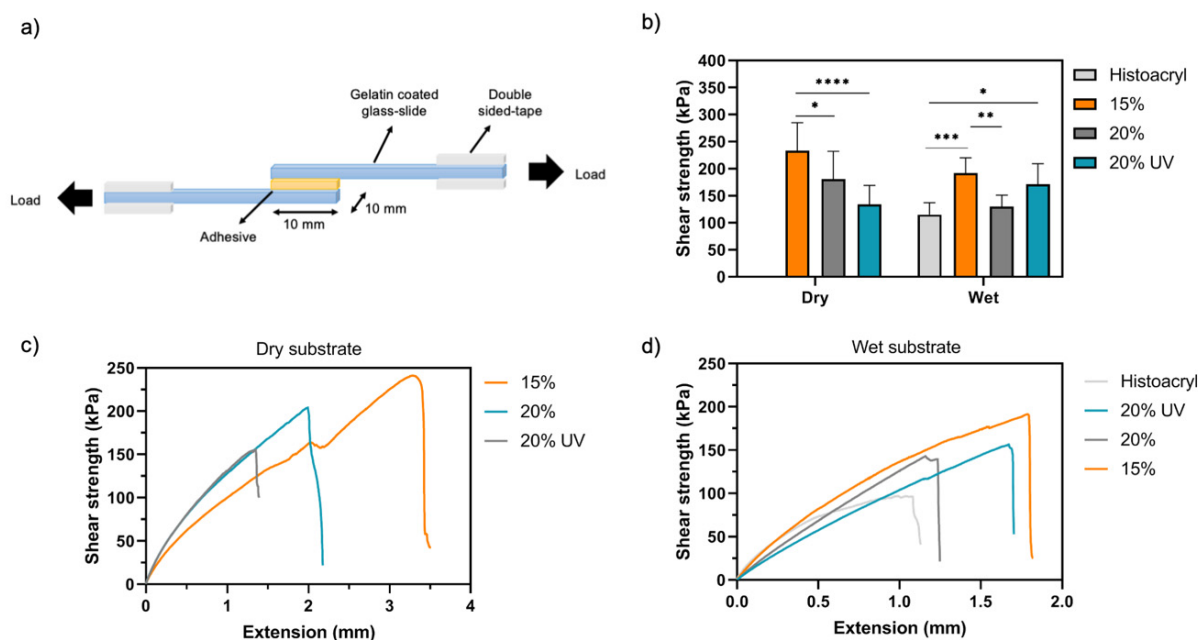 a)
Gelatin coated
glass-slide
Double
sided-tape
Load
Load
10 mm
10 mm
Adhesive
b)
Shear strength (kPa)
400
350
300
250
200
150
100
50
0
****
*
*
***
**
Dry
Wet
Histoacryl
15%
20%
20% UV
c)
Dry substrate
Shear strength (kPa)
250
200
150
100
50
0
0
1
2
3
4
Extension (mm)
15%
20%
20% UV
d)
Wet substrate
Shear strength (kPa)
250
200
150
100
50
0
0.0
0.5
1.0
1.5
2.0
Extension (mm)
Histoacryl
20% UV
20%
15%